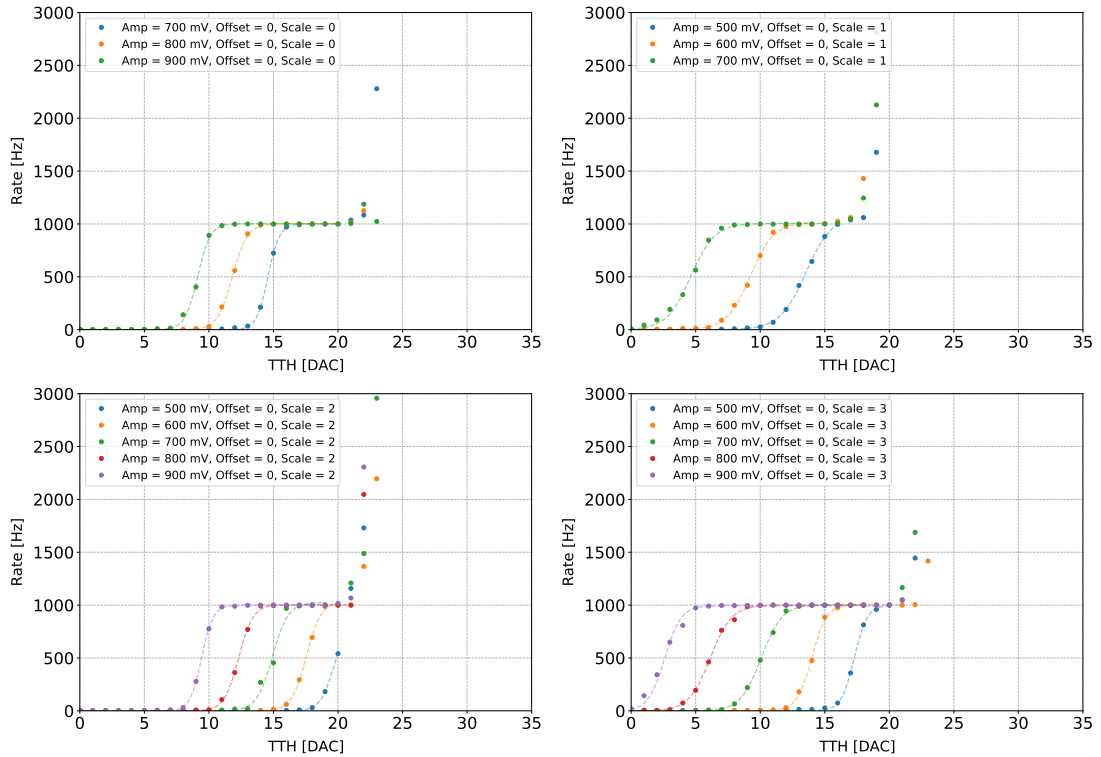 3000
2500
2000
1500
1000
500
0
Rate [Hz]
Amp = 700 mV, Offset = 0, Scale = 0
Amp = 800 mV, Offset = 0, Scale = 0
Amp = 900 mV, Offset = 0, Scale = 0
0 5 10 15 20 25 30 35
TTH [DAC]
3000
2500
2000
1500
1000
500
0
Rate [Hz]
Amp = 500 mV, Offset = 0, Scale = 1
Amp = 600 mV, Offset = 0, Scale = 1
Amp = 700 mV, Offset = 0, Scale = 1
0 5 10 15 20 25 30 35
TTH [DAC]
3000
2500
2000
1500
1000
500
0
Rate [Hz]
Amp = 500 mV, Offset = 0, Scale = 2
Amp = 600 mV, Offset = 0, Scale = 2
Amp = 700 mV, Offset = 0, Scale = 2
Amp = 800 mV, Offset = 0, Scale = 2
Amp = 900 mV, Offset = 0, Scale = 2
0 5 10 15 20 25 30 35
TTH [DAC]
3000
2500
2000
1500
1000
500
0
Rate [Hz]
Amp = 500 mV, Offset = 0, Scale = 3
Amp = 600 mV, Offset = 0, Scale = 3
Amp = 700 mV, Offset = 0, Scale = 3
Amp = 800 mV, Offset = 0, Scale = 3
Amp = 900 mV, Offset = 0, Scale = 3
0 5 10 15 20 25 30 35
TTH [DAC]